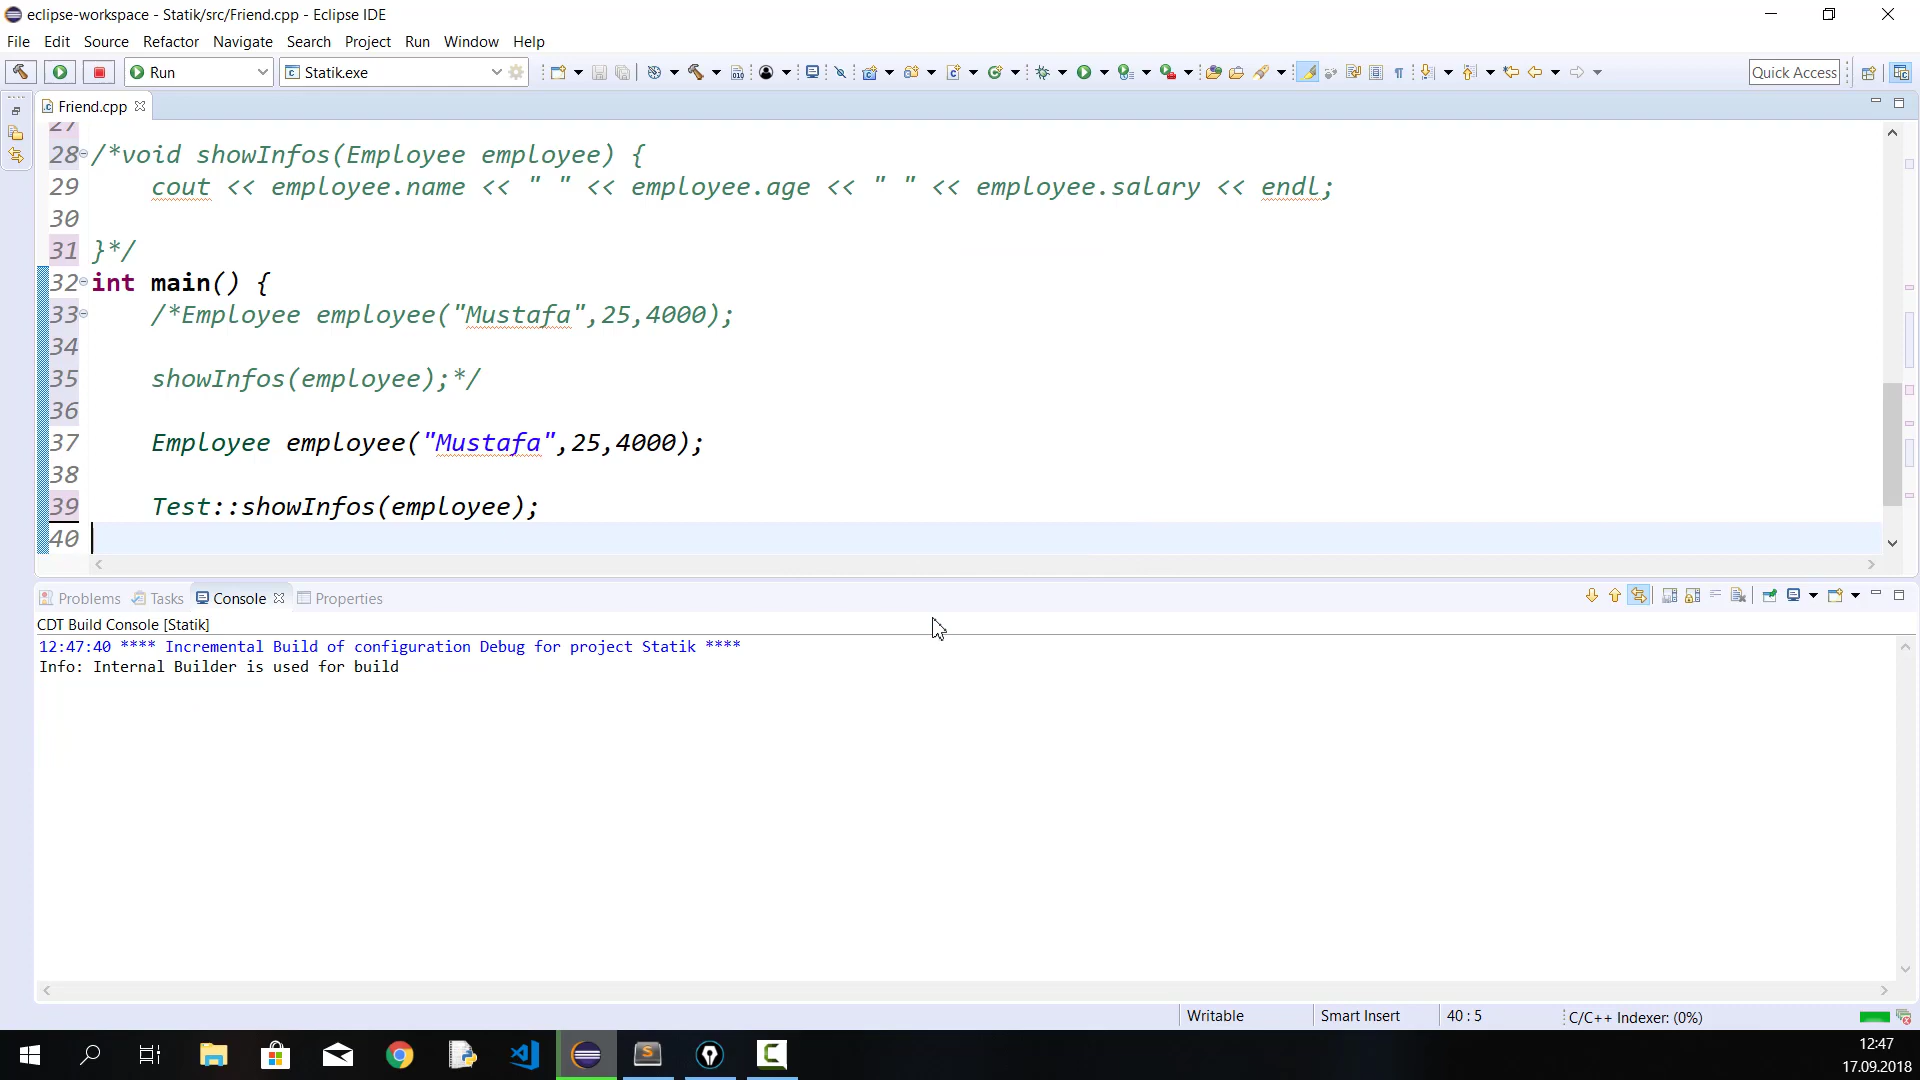 eclipse-workspace - Statik/src/Friend.cpp - Eclipse IDE
File Edit Source Refactor Navigate Search Project Run Window Help
Run Statik.exe Quick Access
Friend.cpp
27
28 /*void showInfos(Employee employee) {
29 cout << employee.name << " " << employee.age << " " << employee.salary << endl;
30
31 }*/
32 int main() {
33 /*Employee employee("Mustafa",25,4000);
34
35 showInfos(employee);*/
36
37 Employee employee("Mustafa",25,4000);
38
39 Test::showInfos(employee);
40
Problems Tasks Console Properties
CDT Build Console [Statik]
12:47:40 **** Incremental Build of configuration Debug for project Statik ****
Info: Internal Builder is used for build
Writable Smart Insert 40 : 5 C/C++ Indexer: (0%)
12:47
17.09.2018